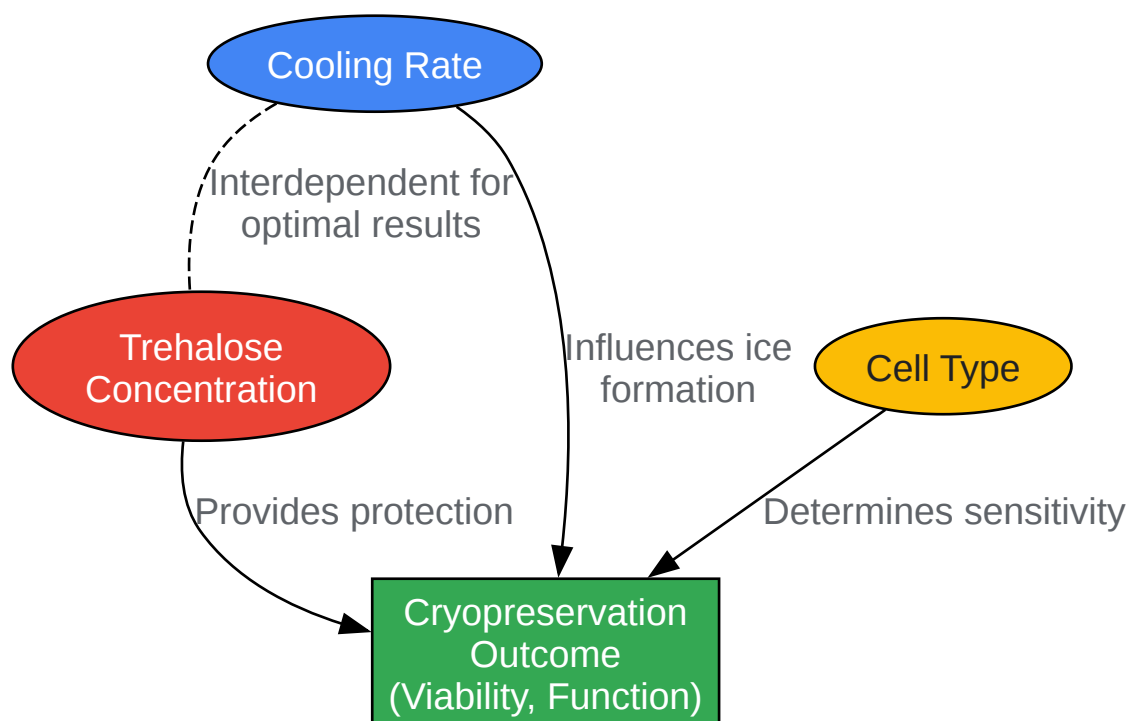 Cooling Rate
Interdependent for
optimal results
Trehalose
Concentration
Influences ice
formation
Cell Type
Provides protection
Determines sensitivity
Cryopreservation
Outcome
(Viability, Function)